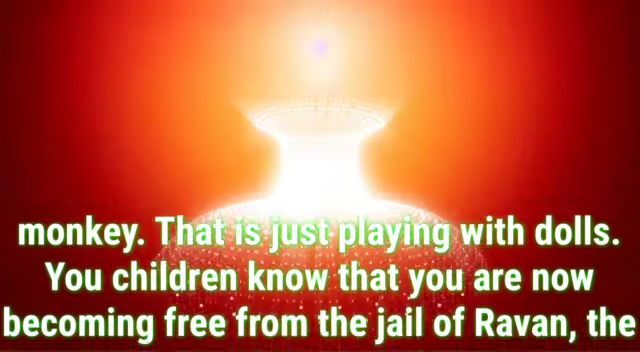 monkey. That is just playing with dolls.
You children know that you are now
becoming free from the jail of Ravan, the